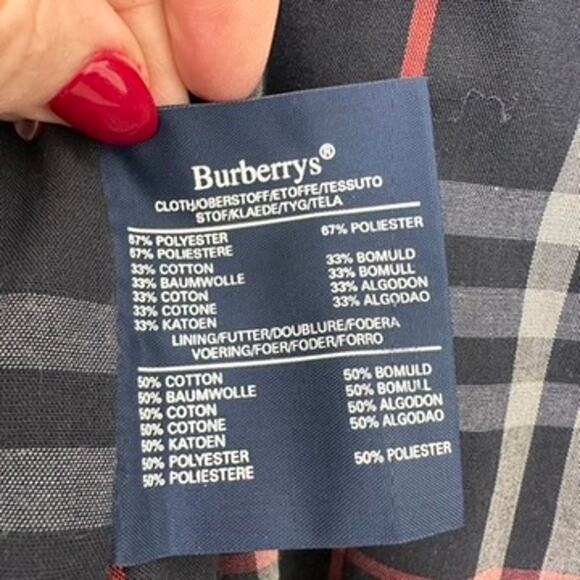 Burberrys®
CLOTH/OBERSTOFF/ETOFFE/TESSUTO
STOF/KLAEDE/TYG/TELA
67% POLYESTER 67% POLIESTER
67% POLIESTERE
33% COTTON 33% BOMULD
33% BAUMWOLLE 33% BOMULL
33% COTON 33% ALGODON
33% COTONE 33% ALGODAO
33% KATOEN
LINING/FUTTER/DOUBLURE/FODERA
VOERING/FOER/FODER/FORRO
50% COTTON 50% BOMULD
50% BAUMWOLLE 50% BOMULL
50% COTON 50% ALGODON
50% COTONE 50% ALGODAO
50% KATOEN
50% POLYESTER 50% POLIESTER
50% POLIESTERE